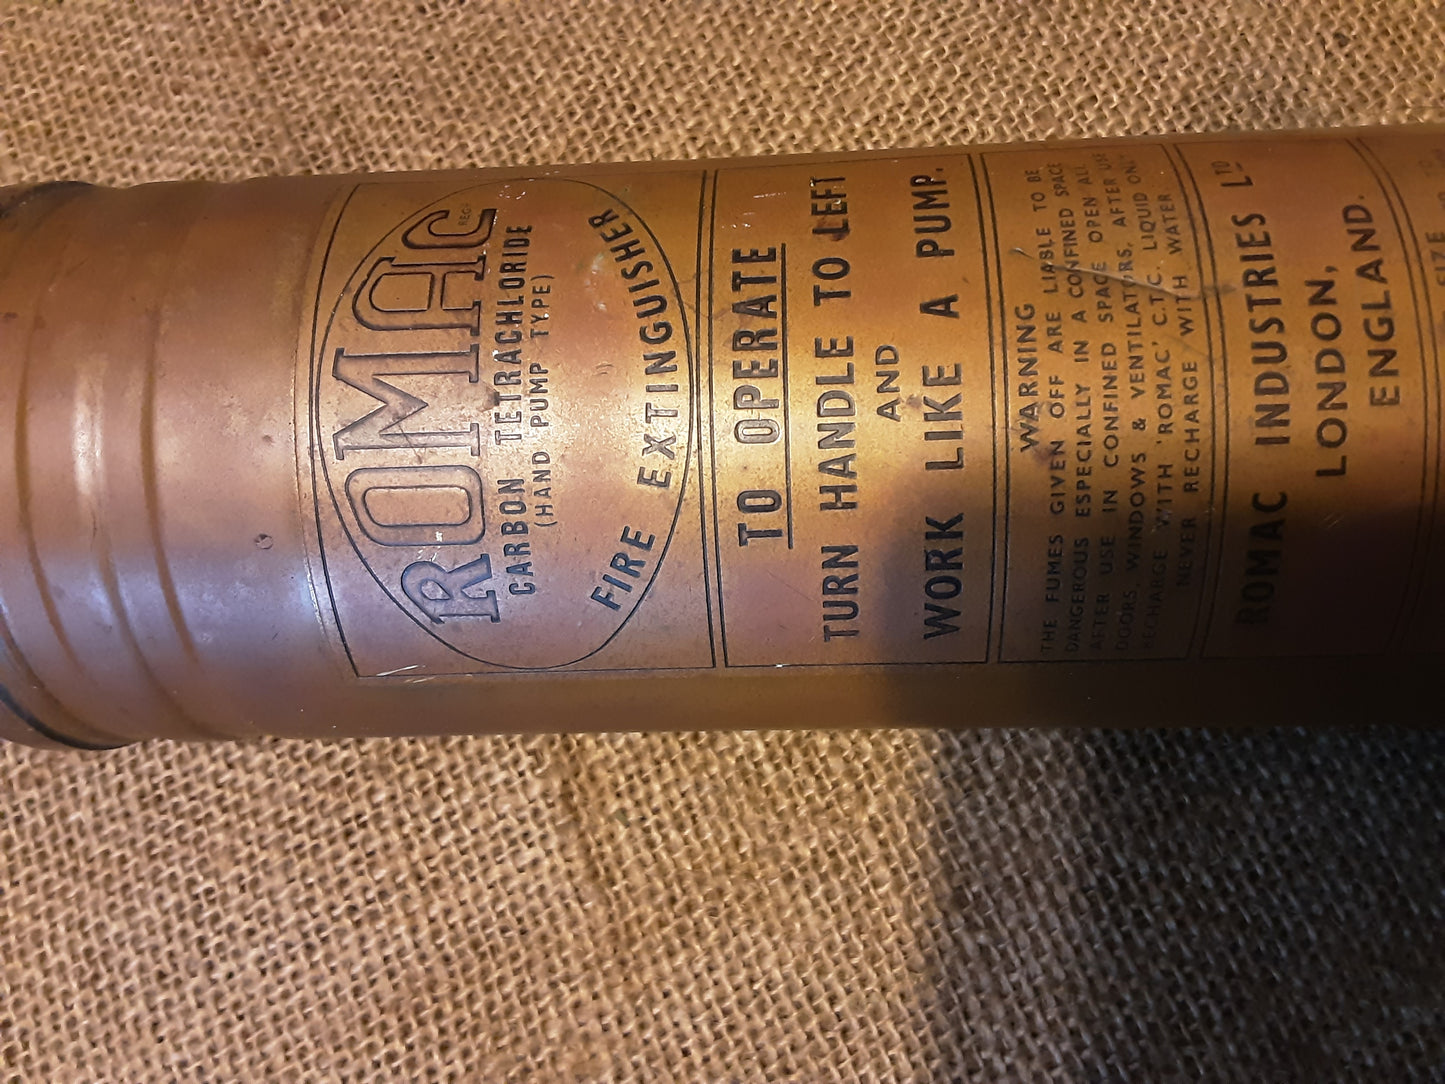 ROMAC
REGD
CARBON TETRACHLORIDE
(HAND PUMP TYPE)
FIRE EXTINGUISHER
TO OPERATE
TURN HANDLE TO LEFT
AND
WORK LIKE A PUMP.
WARNING
THE FUMES GIVEN OFF ARE LIABLE TO BE
DANGEROUS ESPECIALLY IN A CONFINED SPACE
AFTER USE IN CONFINED SPACE OPEN ALL
DOORS, WINDOWS & VENTILATORS. AFTER USE
RECHARGE WITH 'ROMAC' C.T.C. LIQUID ONLY
NEVER RECHARGE WITH WATER
ROMAC INDUSTRIES LTD
LONDON,
ENGLAND.
SIZE